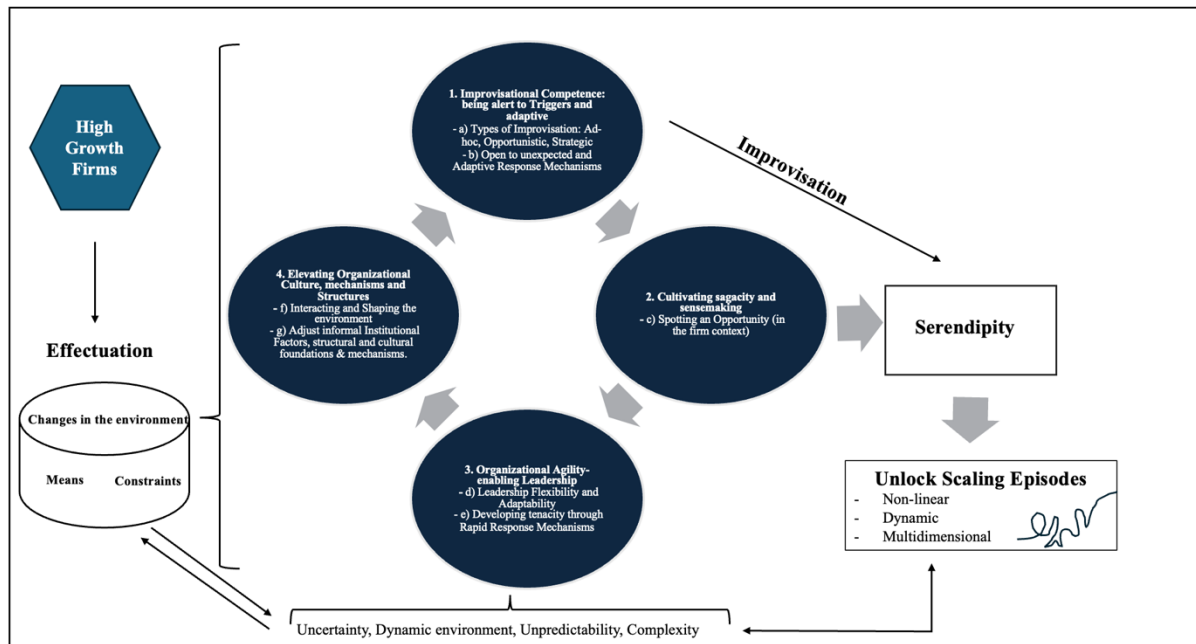 High
Growth
Firms
Effectuation
Changes in the environment
Means Constraints
1. Improvisational Competence:
being alert to Triggers and
adaptive
- a) Types of Improvisation: Ad-
hoc, Opportunistic, Strategic
- b) Open to unexpected and
Adaptive Response Mechanisms
Improvisation
2. Cultivating sagacity and
sensemaking
- c) Spotting an Opportunity (in
the firm context)
3. Organizational Agility-
enabling Leadership
- d) Leadership Flexibility and
Adaptability
- e) Developing tenacity through
Rapid Response Mechanisms
4. Elevating Organizational
Culture, mechanisms and
Structures
- f) Interacting and Shaping the
environment
- g) Adjust informal Institutional
Factors, structural and cultural
foundations & mechanisms.
Serendipity
Unlock Scaling Episodes
- Non-linear
- Dynamic
- Multidimensional
Uncertainty, Dynamic environment, Unpredictability, Complexity